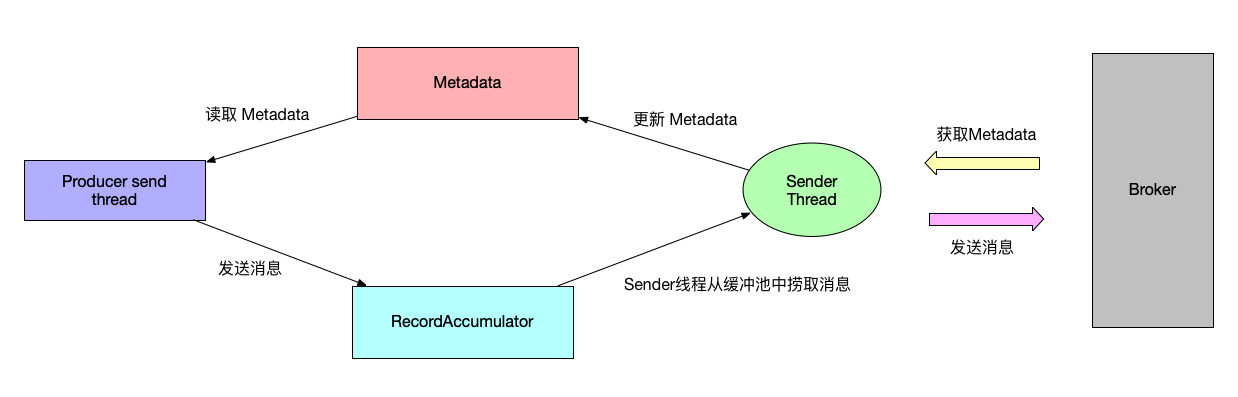 Metadata
读取 Metadata
更新 Metadata
获取Metadata
Producer send
thread
Sender
Thread
Broker
发送消息
发送消息
Sender线程从缓冲池中捞取消息
RecordAccumulator